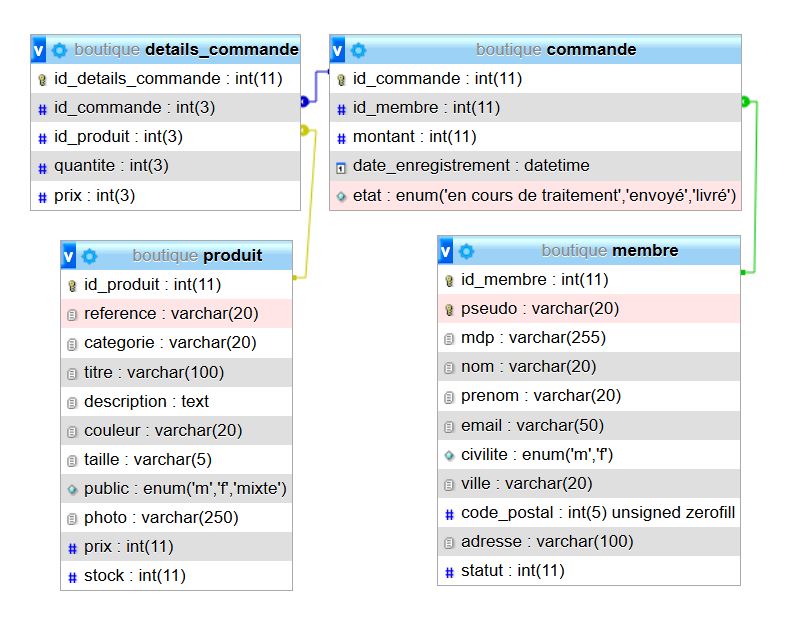 boutique details_commande
id_details_commande : int(11)
id_commande : int(3)
id_produit : int(3)
quantite : int(3)
prix : int(3)
boutique commande
id_commande : int(11)
id_membre : int(11)
montant : int(11)
date_enregistrement : datetime
etat : enum('en cours de traitement','envoyé','livré')
boutique produit
id_produit : int(11)
reference : varchar(20)
categorie : varchar(20)
titre : varchar(100)
description : text
couleur : varchar(20)
taille : varchar(5)
public : enum('m','f','mixte')
photo : varchar(250)
prix : int(11)
stock : int(11)
boutique membre
id_membre : int(11)
pseudo : varchar(20)
mdp : varchar(255)
nom : varchar(20)
prenom : varchar(20)
email : varchar(50)
civilite : enum('m','f')
ville : varchar(20)
code_postal : int(5) unsigned zerofill
adresse : varchar(100)
statut : int(11)